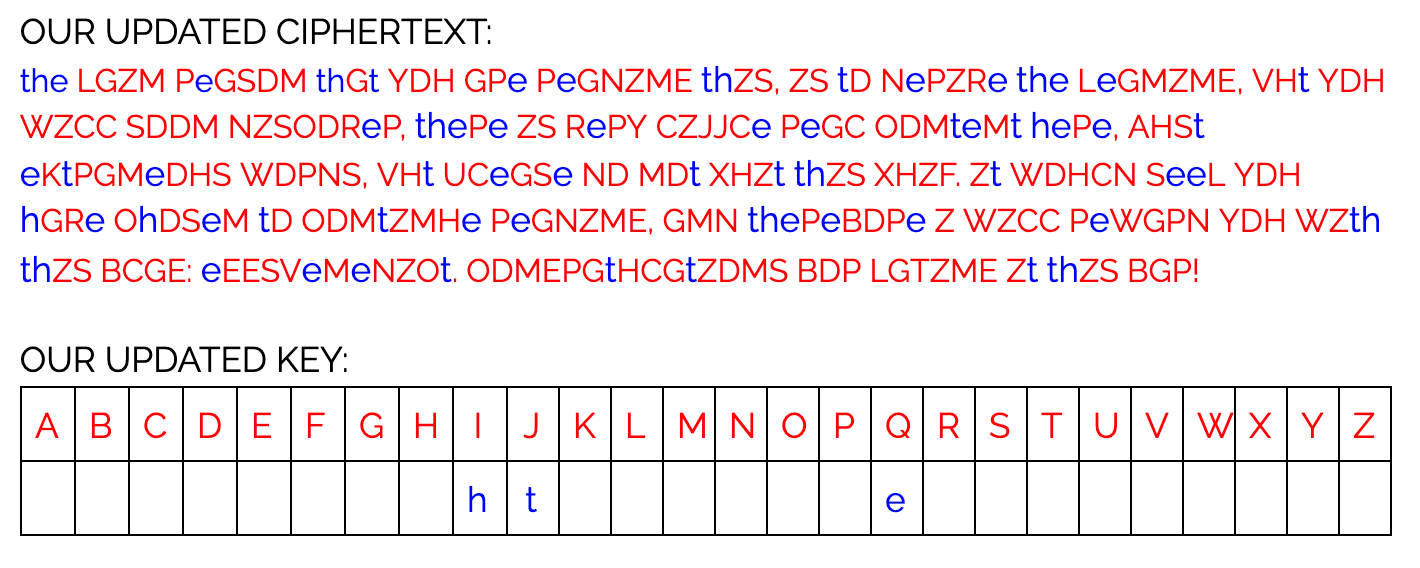 OUR UPDATED CIPHERTEXT:
the LGZM PeGSDM thGt YDH GPe PeGNZME thZS, ZS tD NePZRe the LeGMZME, VHt YDH
WZCC SDDM NZSODReP, thePe ZS RePY CZJJCe PeGC ODMteMt hePe, AHSt
eKtPGMeDHS WDPNS, VHt UCeGSe ND MDt XHZt thZS XHZF. Zt WDHCN SeeL YDH
hGRe OhDSeM tD ODMtZMHe PeGNZME, GMN thePeBDPe Z WZCC PeWGPN YDH WZth
thZS BCGE: eEESVeMeNZOt. ODMEPGtHCGtZDMS BDP LGTZME Zt thZS BGP!
OUR UPDATED KEY:
A B C D E F G H I J K L M N O P Q R S T U V W X Y Z
h t e